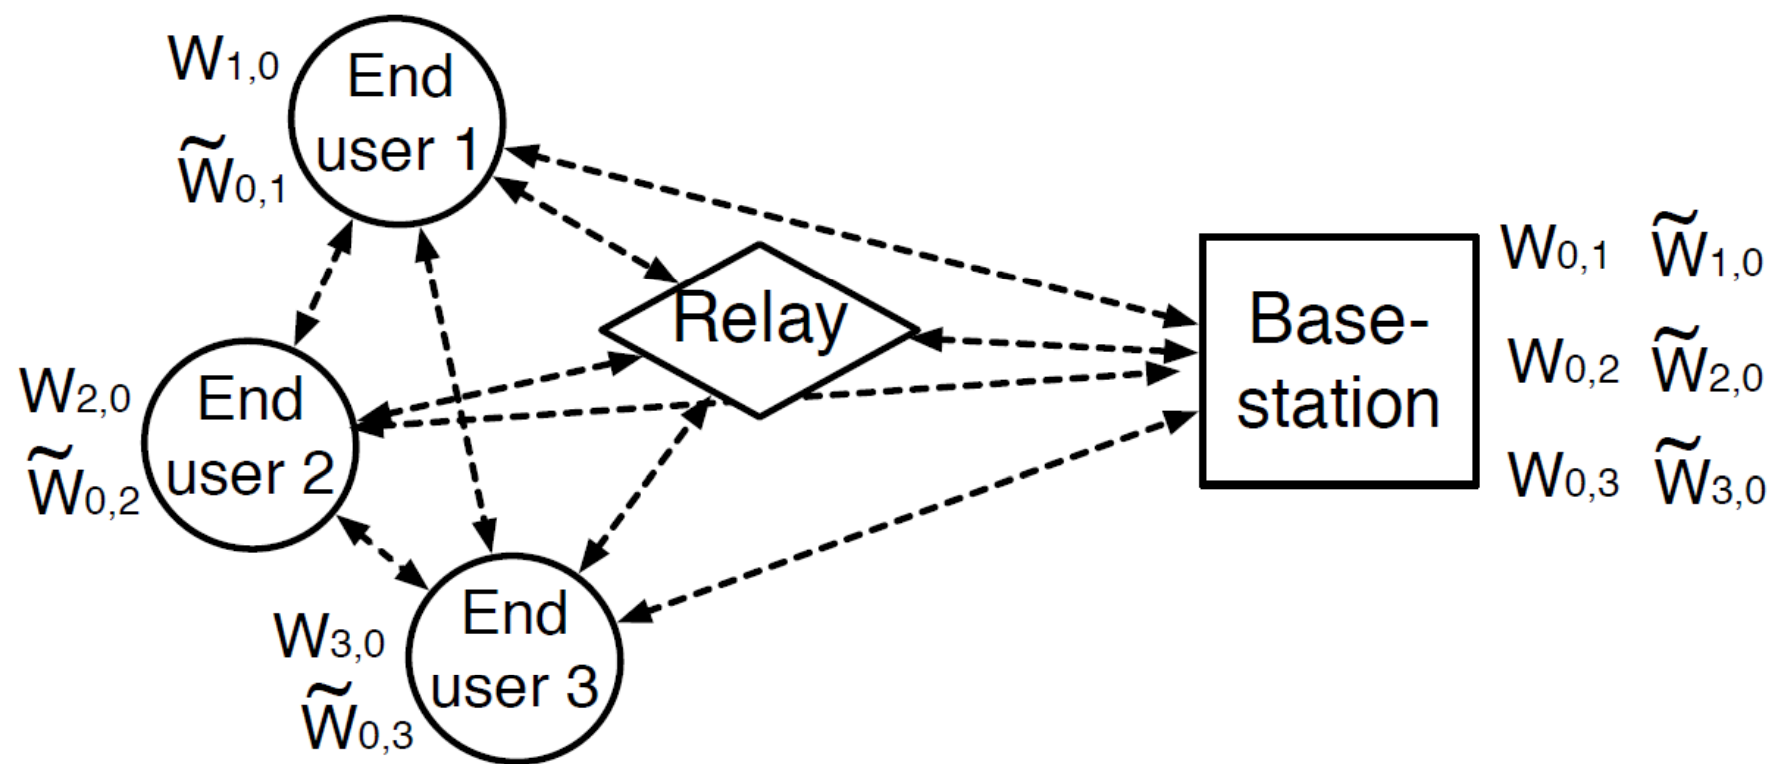 W1,0
End
user 1
W̃0,1
Relay
Base-
station
W0,1 W̃1,0
W0,2 W̃2,0
W0,3 W̃3,0
W2,0
End
user 2
W̃0,2
W3,0
End
user 3
W̃0,3